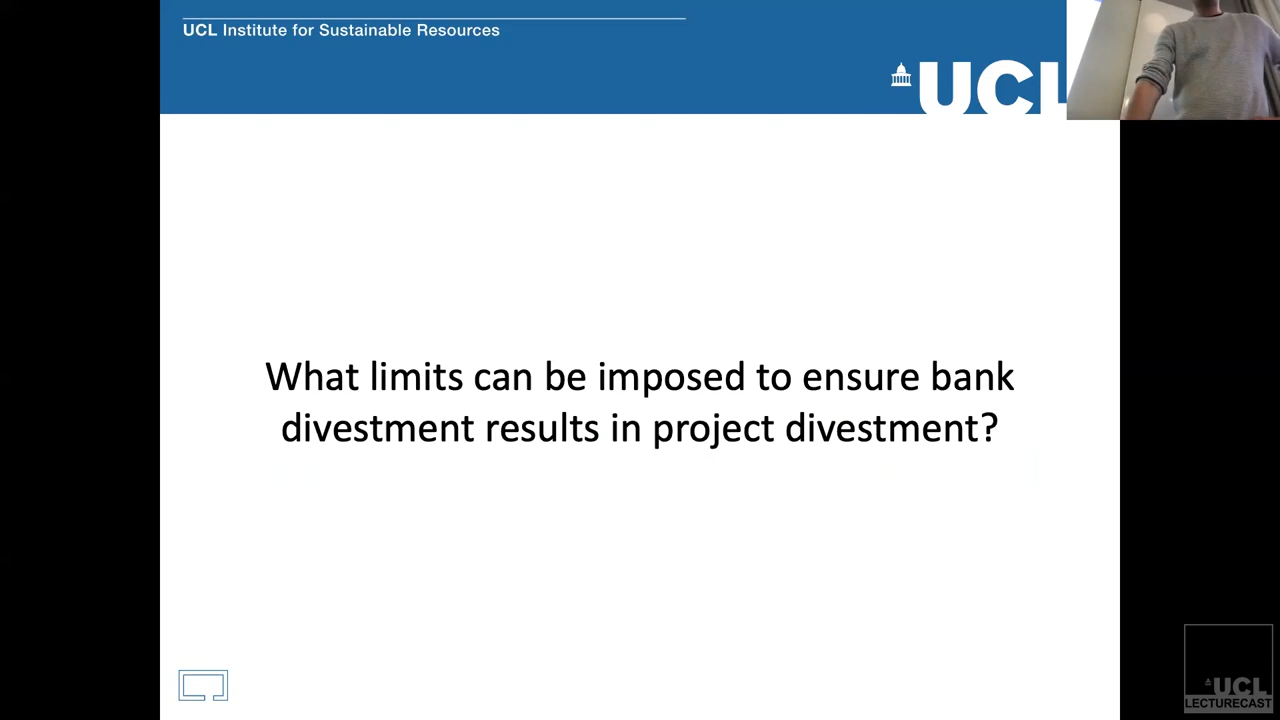 UCL Institute for Sustainable Resources
UCL
What limits can be imposed to ensure bank
divestment results in project divestment?
UCL
LECTURECAST